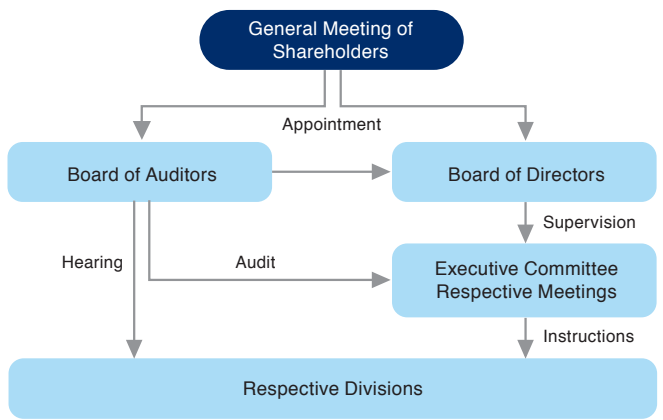 General Meeting of
Shareholders
Appointment
Board of Auditors
Board of Directors
Supervision
Hearing
Audit
Executive Committee
Respective Meetings
Instructions
Respective Divisions